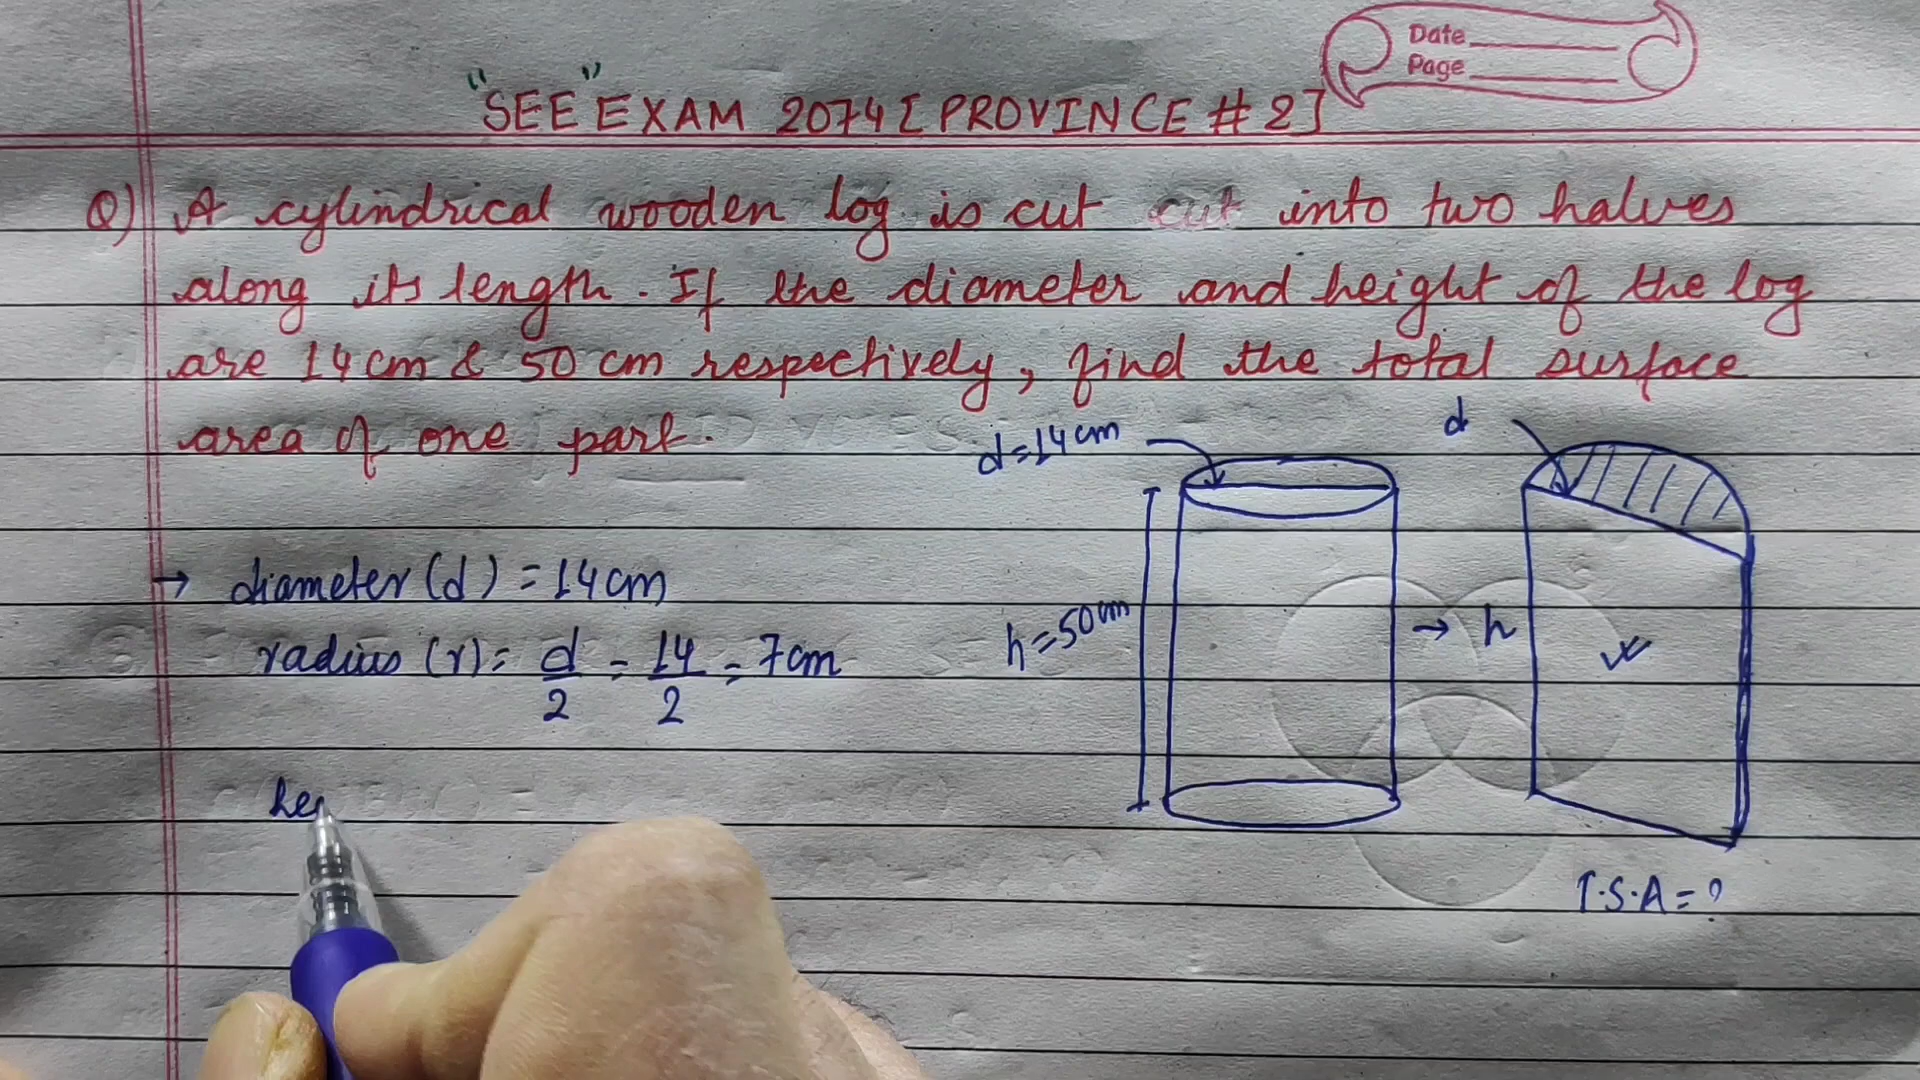 Date
Page
"SEE" EXAM 2074 [PROVINCE # 2]
Q) A cylindrical wooden log is cut cut into two halves
along its length. If the diameter and height of the log
are 14 cm & 50 cm respectively, find the total surface
area of one part.
d=14cm
d
→ diameter (d) = 14cm
radius (r) = d/2 = 14/2 = 7cm
h=50cm
→ h
he
T.S.A = ?